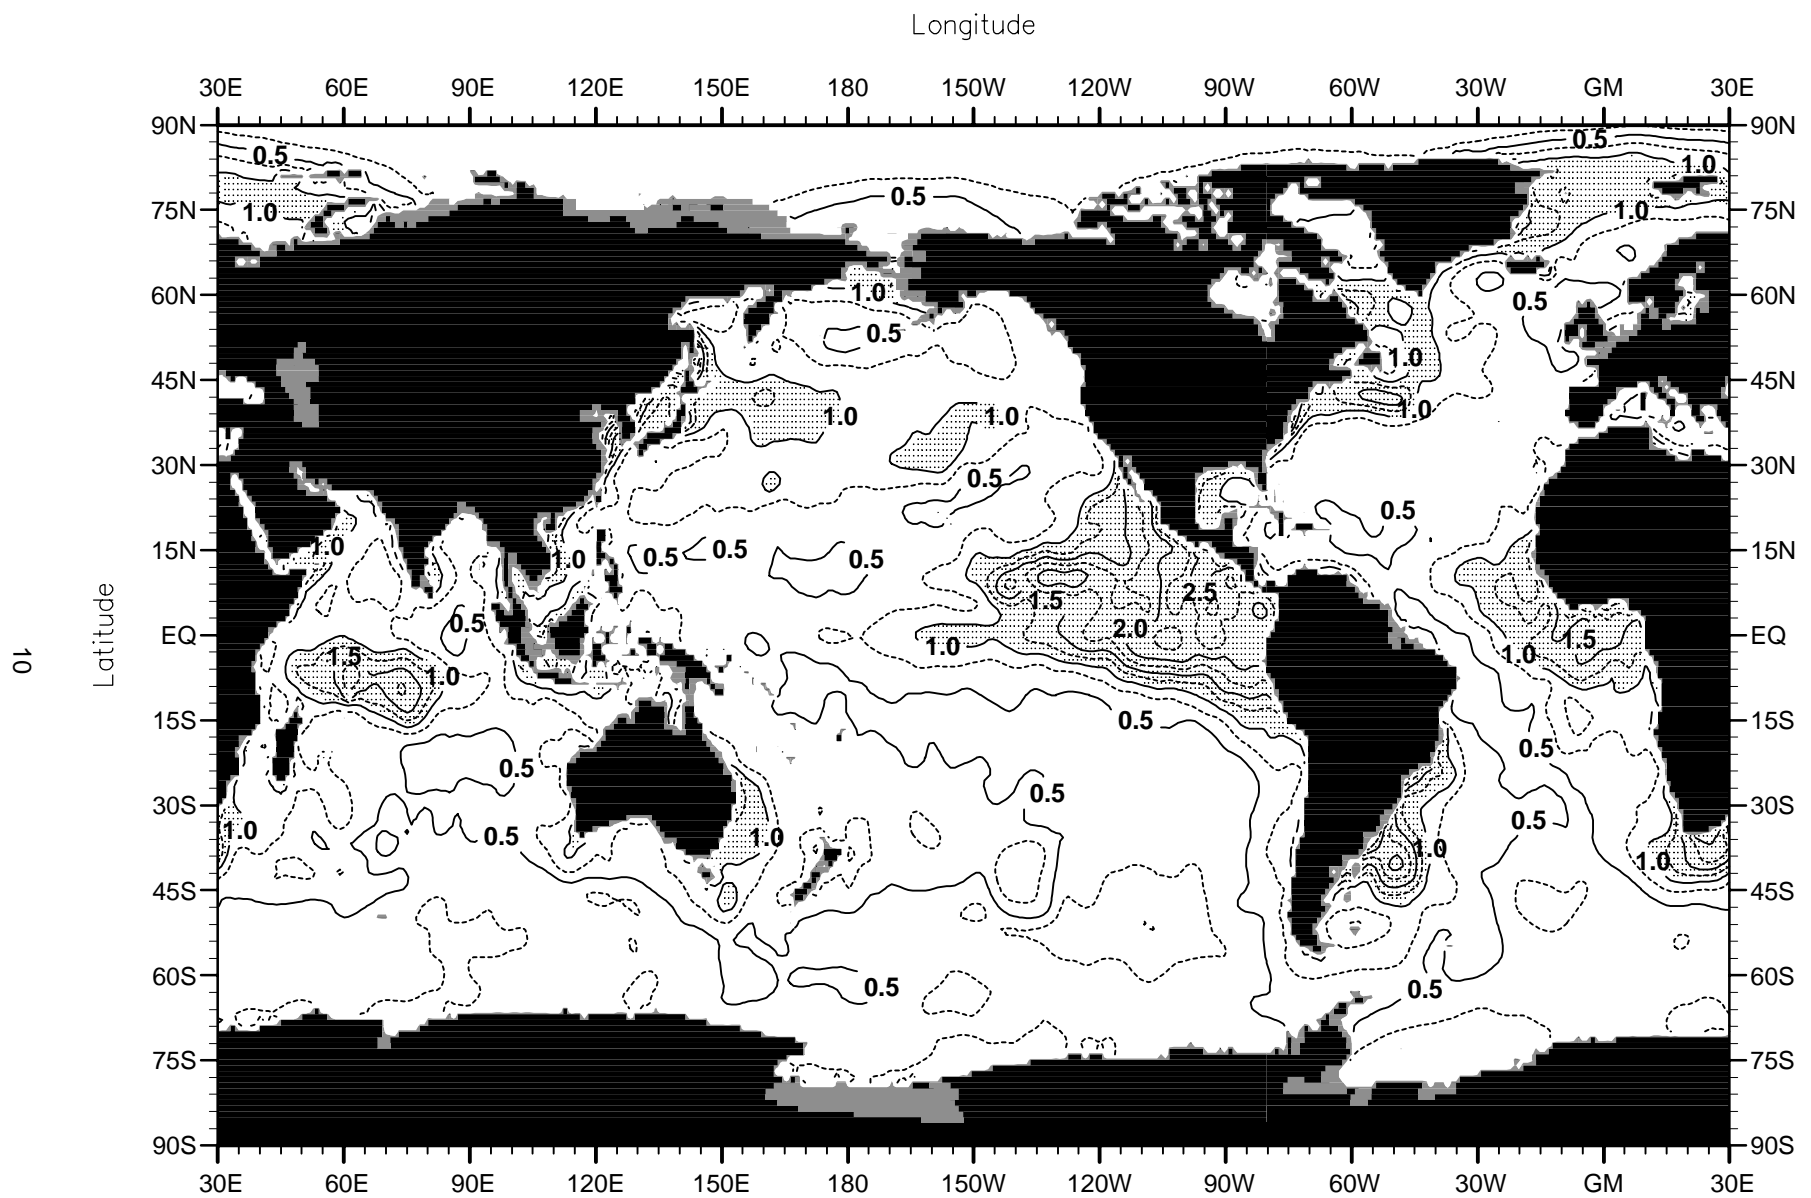 Longitude
30E 60E 90E 120E 150E 180 150W 120W 90W 60W 30W GM 30E
90N 90N
0.5 0.5
1.0
75N 0.5 75N
1.0 1.0
60N 1.0 0.5 60N
0.5
1.0
45N 45N
1.0 1.0 1.0
30N 0.5 30N
0.5
1.0 0.5 0.5 0.5 1.0
15N 15N
2.5
1.5
0.5 2.0
EQ EQ
1.5 1.0 1.0 1.5
1.0
15S 0.5 15S
0.5
0.5 1.0
30S 0.5 30S
1.0 0.5 1.0 0.5
1.0 1.0
45S 45S
60S 0.5 0.5 60S
75S 75S
90S 90S
30E 60E 90E 120E 150E 180 150W 120W 90W 60W 30W GM 30E
Latitude
10